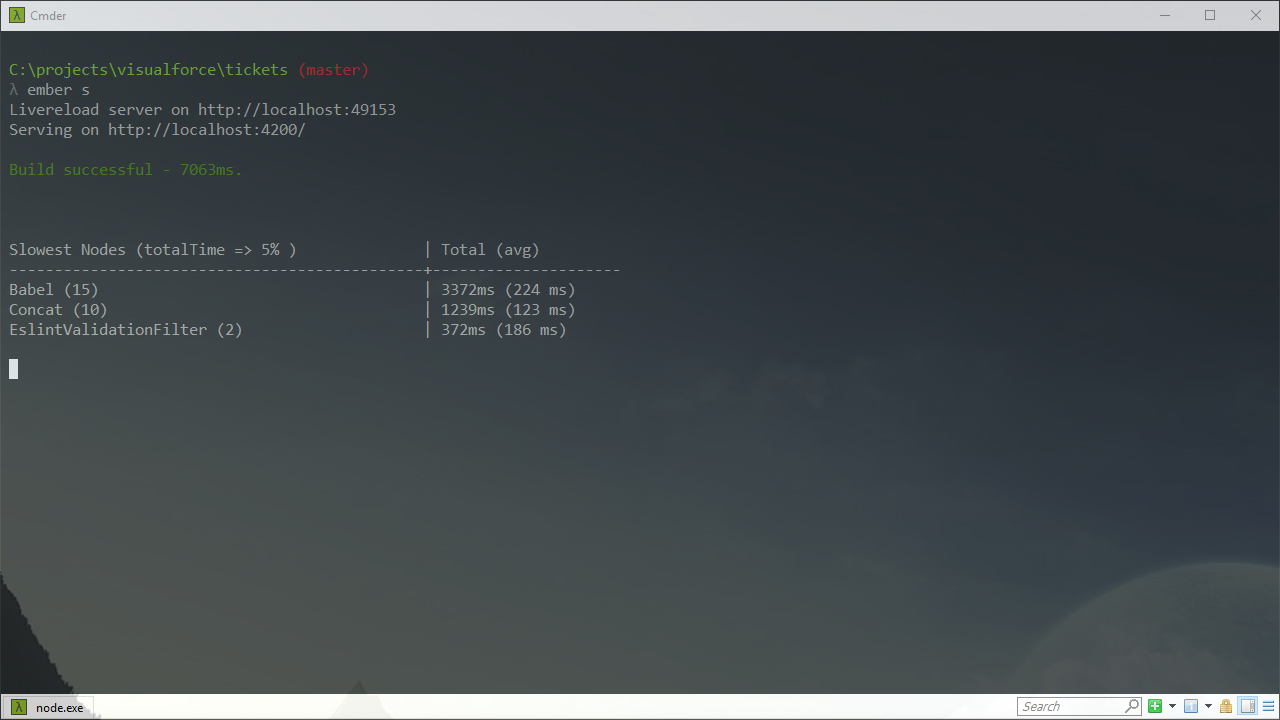 Cmder
C:\projects\visualforce\tickets (master)
λ ember s
Livereload server on http://localhost:49153
Serving on http://localhost:4200/
Build successful - 7063ms.
Slowest Nodes (totalTime => 5% )              | Total (avg)
----------------------------------------------+---------------------
Babel (15)                                    | 3372ms (224 ms)
Concat (10)                                   | 1239ms (123 ms)
EslintValidationFilter (2)                    | 372ms (186 ms)
node.exe
Search